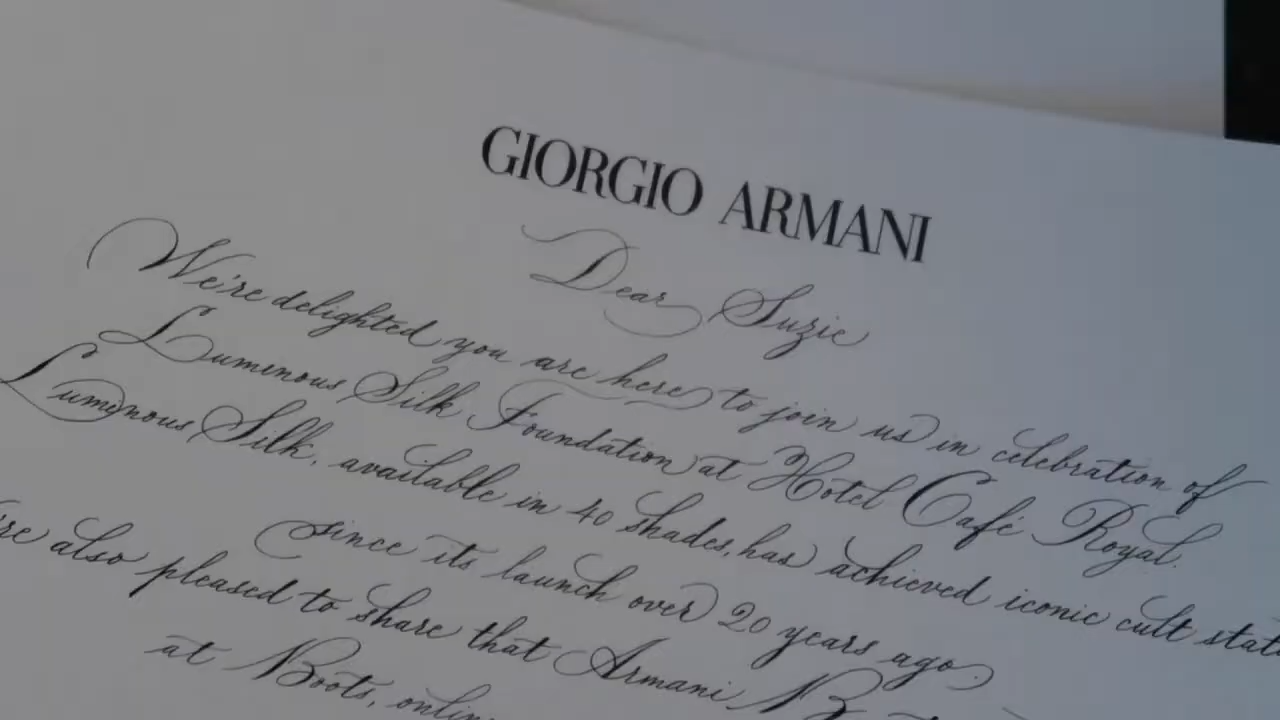 GIORGIO ARMANI
Dear Suzie
We're delighted you are here to join us in celebration of
Luminous Silk Foundation at Hotel Café Royal.
Luminous Silk, available in 40 shades, has achieved iconic cult
since its launch over 20 years ago.
also pleased to share that Armani
at Boots,